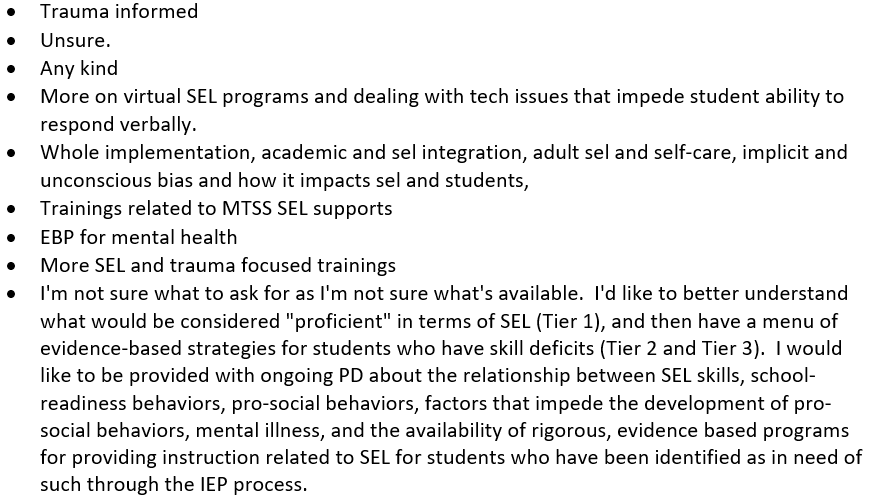 • Trauma informed
• Unsure.
• Any kind
• More on virtual SEL programs and dealing with tech issues that impede student ability to
respond verbally.
• Whole implementation, academic and sel integration, adult sel and self-care, implicit and
unconscious bias and how it impacts sel and students,
• Trainings related to MTSS SEL supports
• EBP for mental health
• More SEL and trauma focused trainings
• I'm not sure what to ask for as I'm not sure what's available.  I'd like to better understand
what would be considered "proficient" in terms of SEL (Tier 1), and then have a menu of
evidence-based strategies for students who have skill deficits (Tier 2 and Tier 3).  I would
like to be provided with ongoing PD about the relationship between SEL skills, school-
readiness behaviors, pro-social behaviors, factors that impede the development of pro-
social behaviors, mental illness, and the availability of rigorous, evidence based programs
for providing instruction related to SEL for students who have been identified as in need of
such through the IEP process.